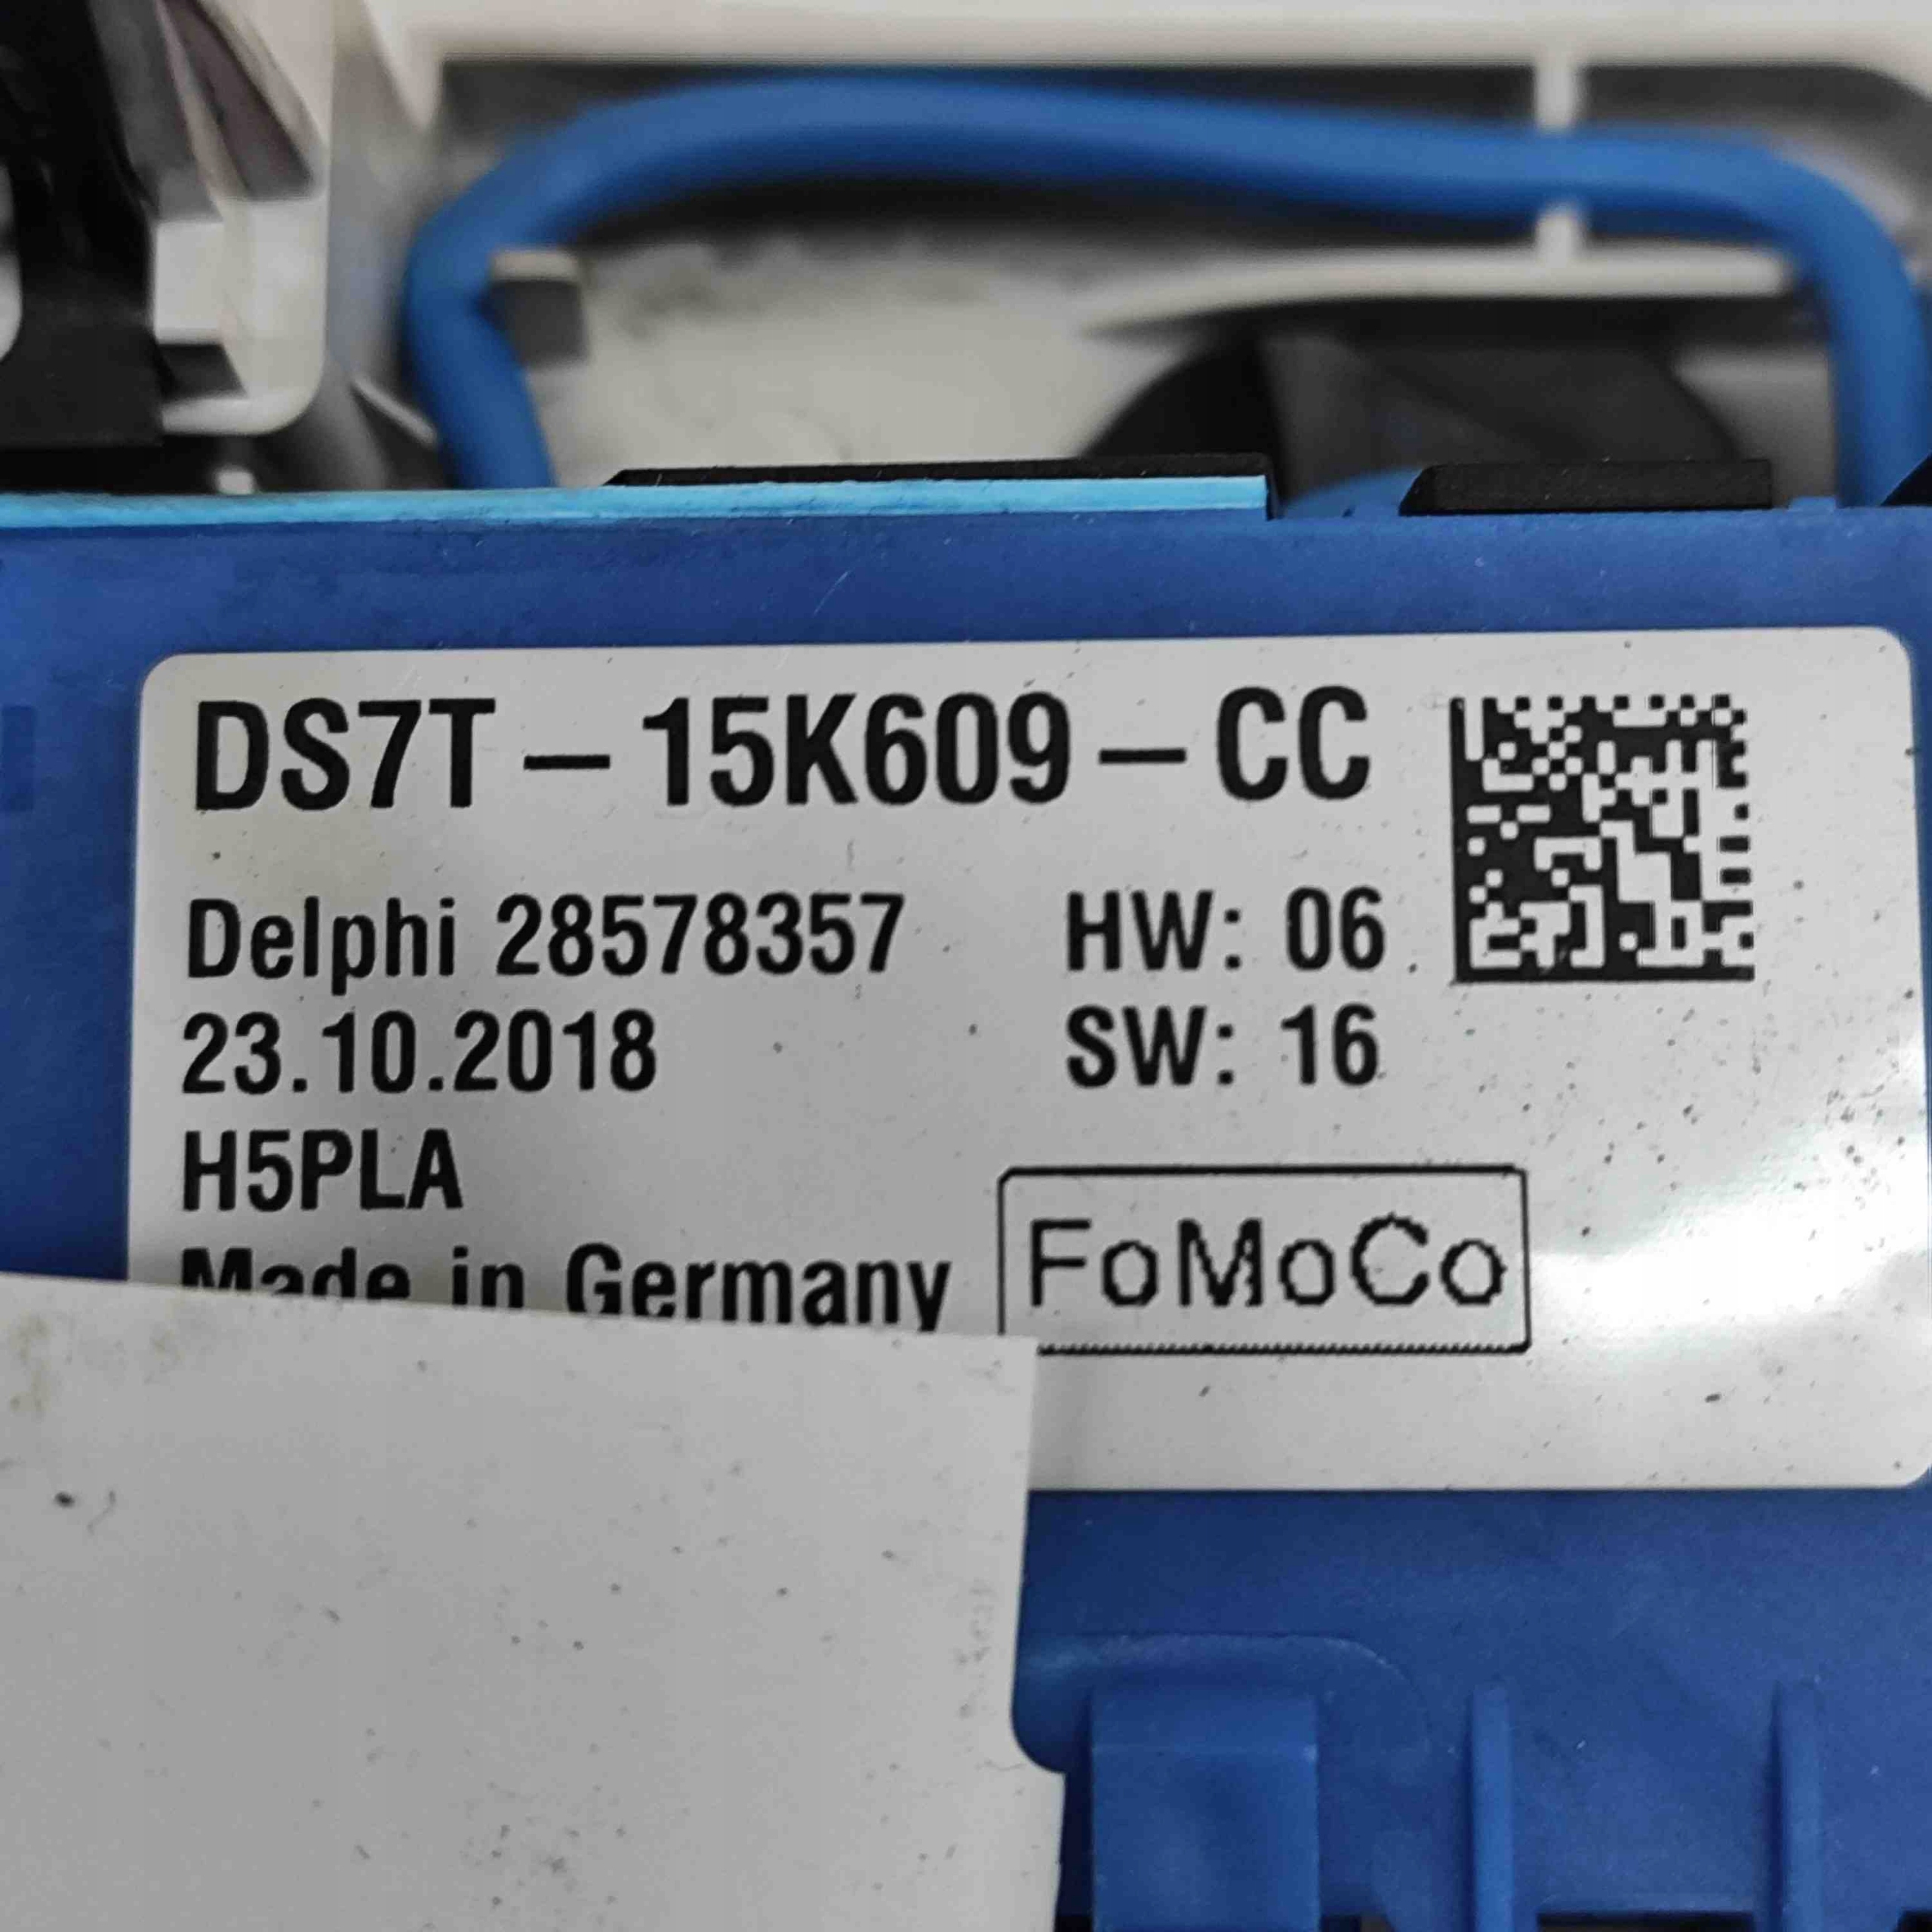 DS7T – 15K609 – CC
Delphi 28578357 HW: 06
23.10.2018 SW: 16
H5PLA
Made in Germany FoMoCo